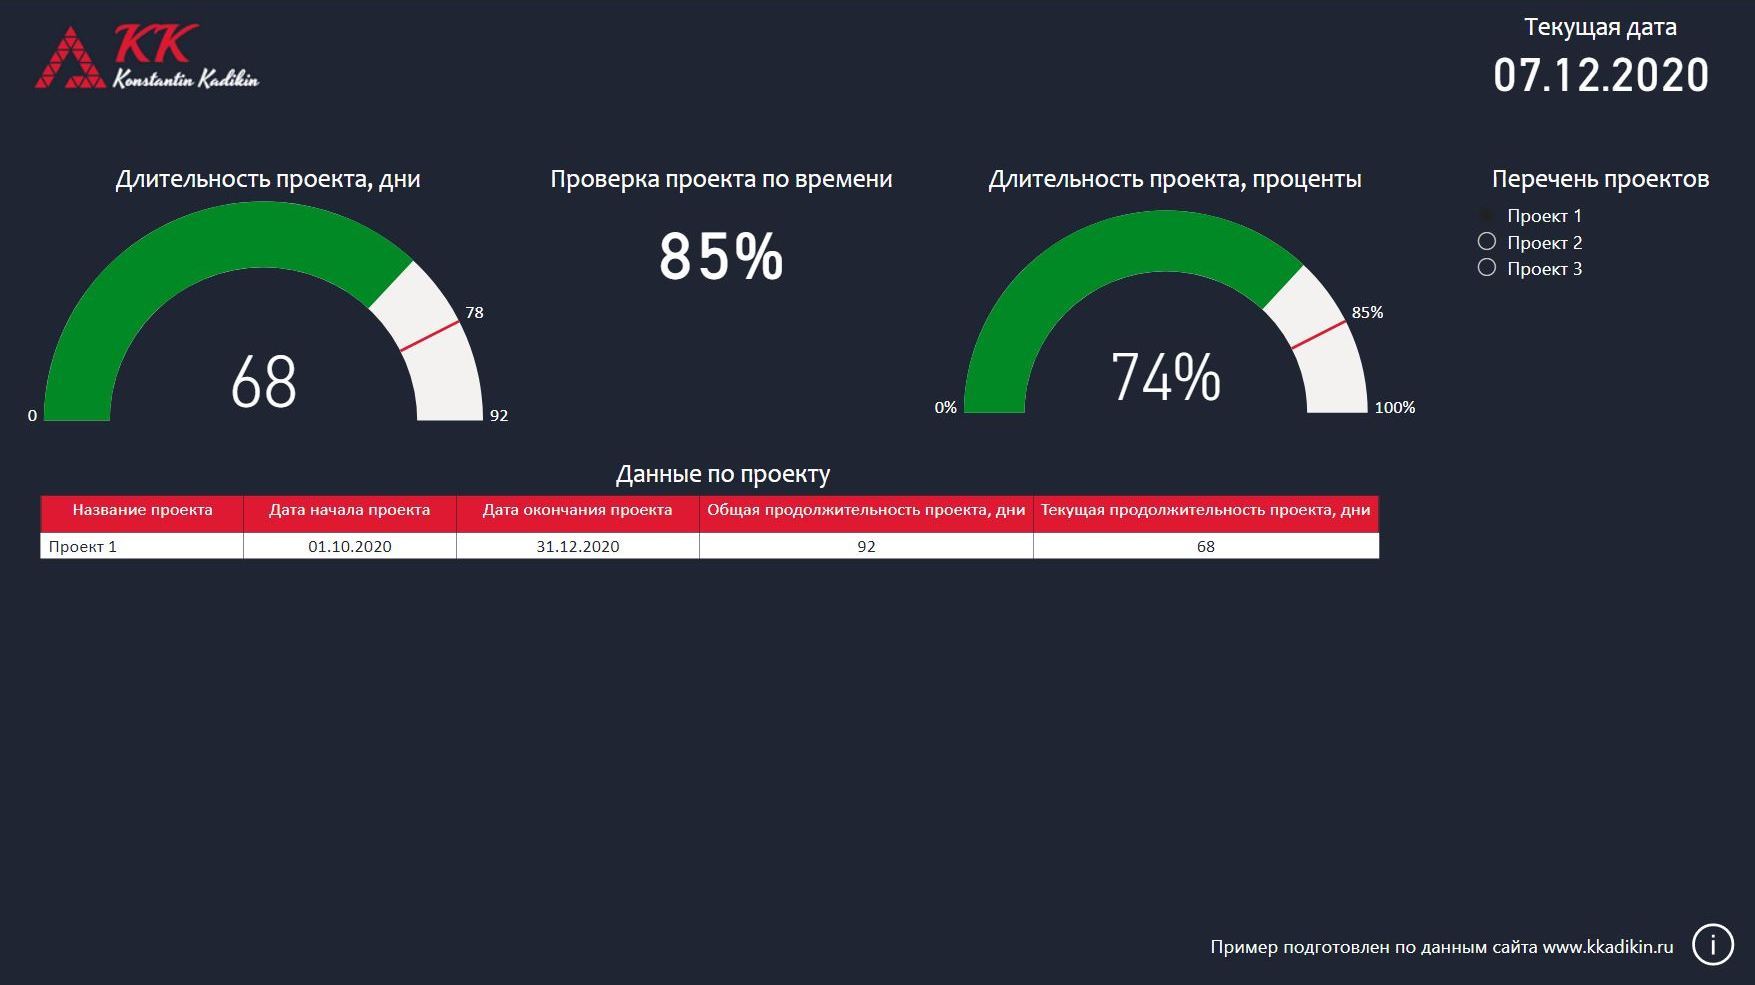 KK
Konstantin Kadikin
Текущая дата
07.12.2020
Длительность проекта, дни
78
68
0
92
Проверка проекта по времени
85%
Длительность проекта, проценты
85%
74%
0%
100%
Перечень проектов
Проект 1
Проект 2
Проект 3
Данные по проекту
Название проекта Дата начала проекта Дата окончания проекта Общая продолжительность проекта, дни Текущая продолжительность проекта, дни
Проект 1 01.10.2020 31.12.2020 92 68
Пример подготовлен по данным сайта www.kkadikin.ru
i